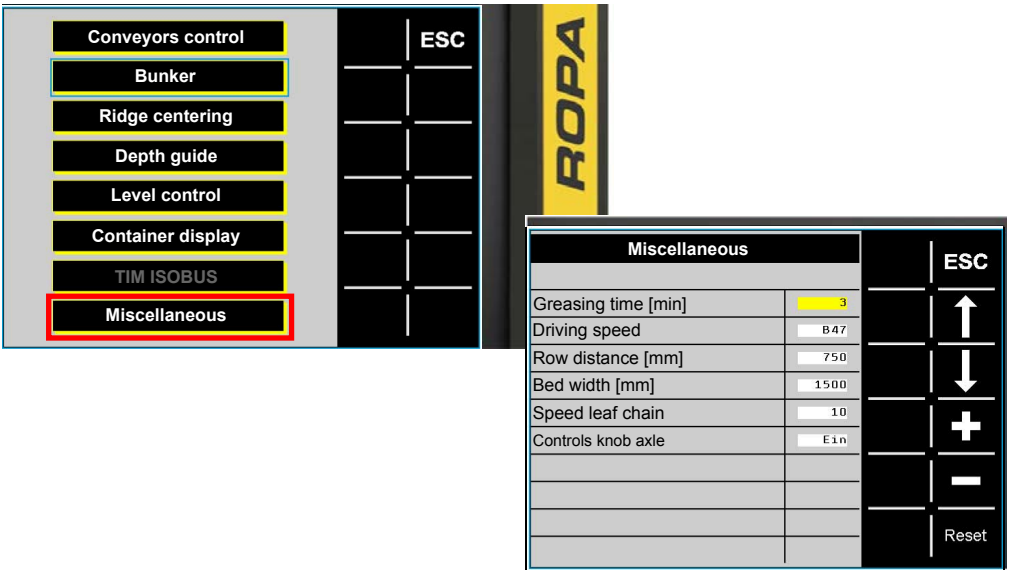 Conveyors control
ESC
Bunker
Ridge centering
Depth guide
Level control
Container display
TIM ISOBUS
Miscellaneous
ROPA
Miscellaneous
ESC
Greasing time [min] 3
Driving speed B47
Row distance [mm] 750
Bed width [mm] 1500
Speed leaf chain 10
Controls knob axle Ein
Reset